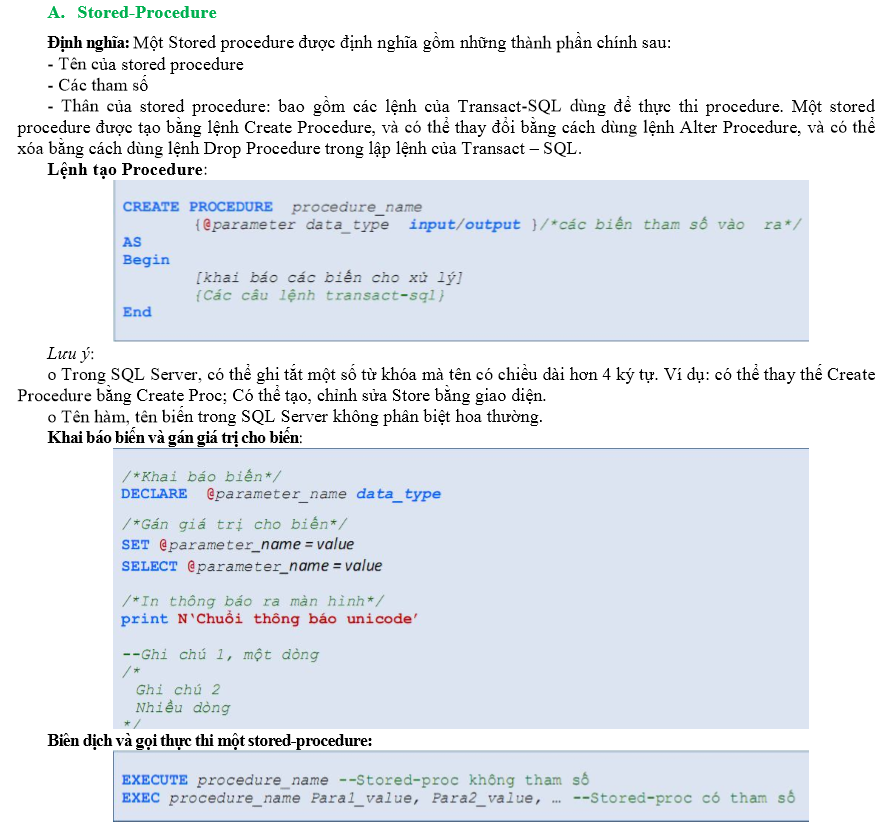 A. Stored-Procedure
Định nghĩa: Một Stored procedure được định nghĩa gồm những thành phần chính sau:
- Tên của stored procedure
- Các tham số
- Thân của stored procedure: bao gồm các lệnh của Transact-SQL dùng để thực thi procedure. Một stored
procedure được tạo bằng lệnh Create Procedure, và có thể thay đổi bằng cách dùng lệnh Alter Procedure, và có thể
xóa bằng cách dùng lệnh Drop Procedure trong lập lệnh của Transact – SQL.
Lệnh tạo Procedure:
CREATE PROCEDURE procedure_name
{@parameter data_type input/output }/*các biến tham số vào ra*/
AS
Begin
[khai báo các biến cho xử lý]
{Các câu lệnh transact-sql}
End
Lưu ý:
o Trong SQL Server, có thể ghi tắt một số từ khóa mà tên có chiều dài hơn 4 ký tự. Ví dụ: có thể thay thế Create
Procedure bằng Create Proc; Có thể tạo, chỉnh sửa Store bằng giao diện.
o Tên hàm, tên biến trong SQL Server không phân biệt hoa thường.
Khai báo biến và gán giá trị cho biến:
/*Khai báo biến*/
DECLARE @parameter_name data_type
/*Gán giá trị cho biến*/
SET @parameter_name = value
SELECT @parameter_name = value
/*In thông báo ra màn hình*/
print N‘Chuỗi thông báo unicode’
--Ghi chú 1, một dòng
/*
Ghi chú 2
Nhiều dòng
*/
Biên dịch và gọi thực thi một stored-procedure:
EXECUTE procedure_name --Stored-proc không tham số
EXEC procedure_name Para1_value, Para2_value, … --Stored-proc có tham số